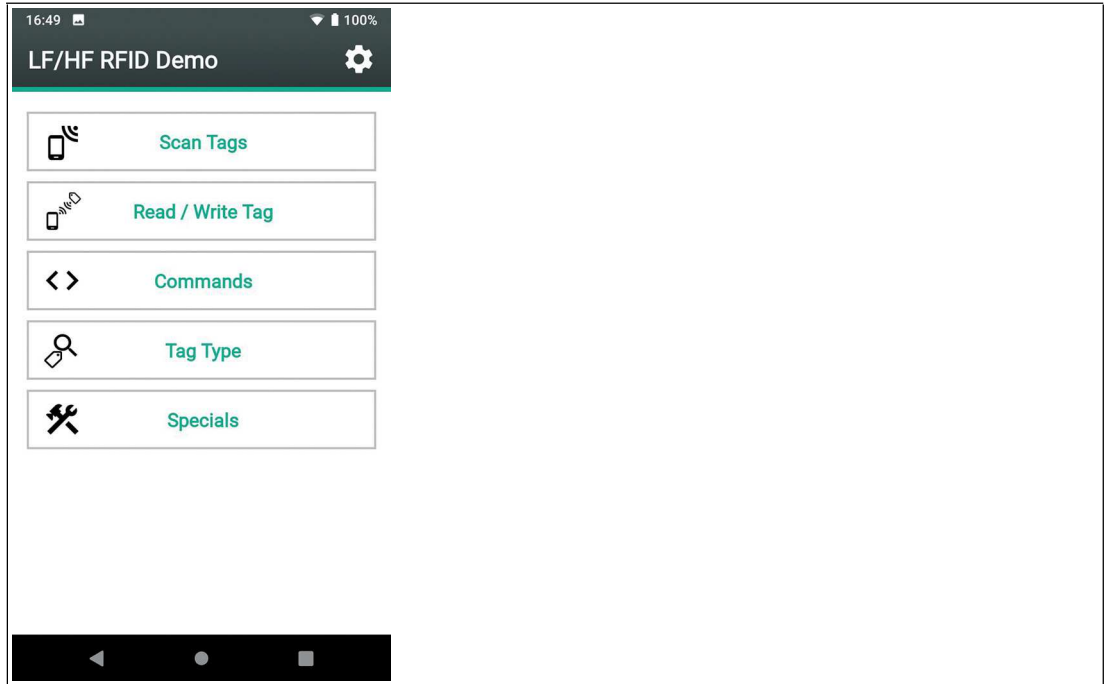 16:49 100%
LF/HF RFID Demo
Scan Tags
Read / Write Tag
Commands
Tag Type
Specials